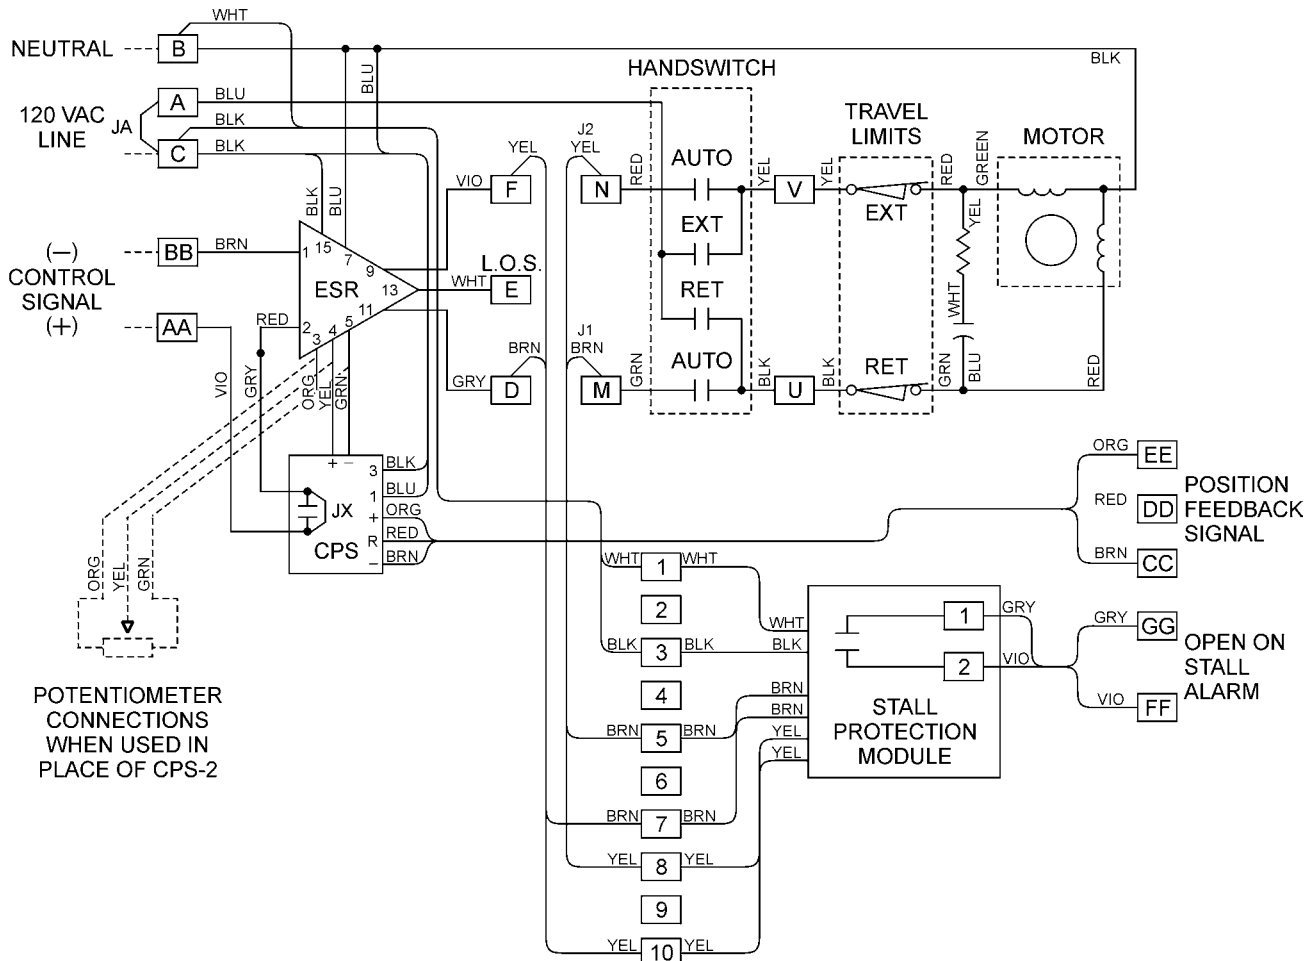 WHT
NEUTRAL
B
BLK
BLU
HANDSWITCH
A
BLU
120 VAC
LINE
JA
BLK
C
BLK
TRAVEL
LIMITS
MOTOR
J2
YEL
YEL
RED
AUTO
YEL
YEL
RED
GREEN
VIO
F
N
V
BLK
BLU
EXT
EXT
YEL
(—)
CONTROL
SIGNAL
(+)
BB
BRN
1
15
7
9
L.O.S.
ESR
13
WHT
E
RET
11
WHT
AA
RED
2
3
4
5
J1
BRN
BRN
GRN
AUTO
BLK
BLK
RET
GRN
BLU
RED
VIO
GRY
ORG
YEL
GRN
GRY
D
M
U
+
−
3
BLK
1
BLU
JX
+
ORG
CPS
R
RED
−
BRN
ORG
EE
RED
DD
POSITION
FEEDBACK
SIGNAL
BRN
CC
ORG
YEL
GRN
WHT
1
WHT
2
WHT
BLK
3
BLK
BLK
4
1
GRY
2
VIO
GRY
GG
OPEN ON
STALL
ALARM
VIO
FF
BRN
BRN
BRN
5
BRN
YEL
YEL
STALL
PROTECTION
MODULE
POTENTIOMETER
CONNECTIONS
WHEN USED IN
PLACE OF CPS-2
6
BRN
7
BRN
YEL
8
YEL
9
YEL
10
YEL